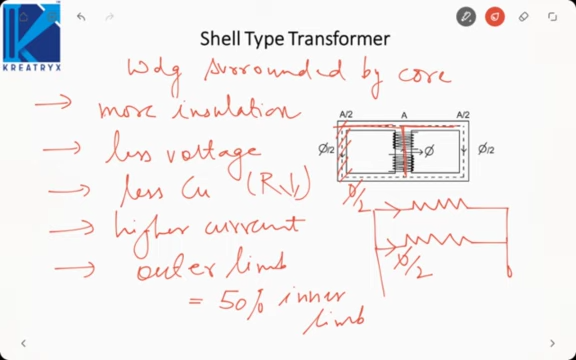 KREATRYX
Shell Type Transformer
Wdg surrounded by core
→ more insulation
→ less voltage
→ less Cu (R↓)
→ higher current
→ outer limb
= 50% inner
limb
A/2 A A/2
Ø/2 Ø Ø/2
Ø/2
Ø/2